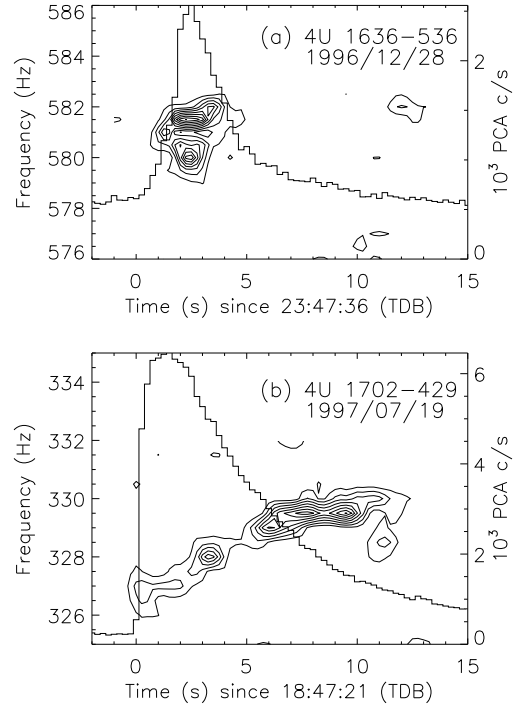 586
584
582
580
578
576
Frequency (Hz)
(a) 4U 1636−536
1996/12/28
2
1
0
10³ PCA c/s
0 5 10 15
Time (s) since 23:47:36 (TDB)
334
332
330
328
326
Frequency (Hz)
(b) 4U 1702−429
1997/07/19
6
4
2
0
10³ PCA c/s
0 5 10 15
Time (s) since 18:47:21 (TDB)